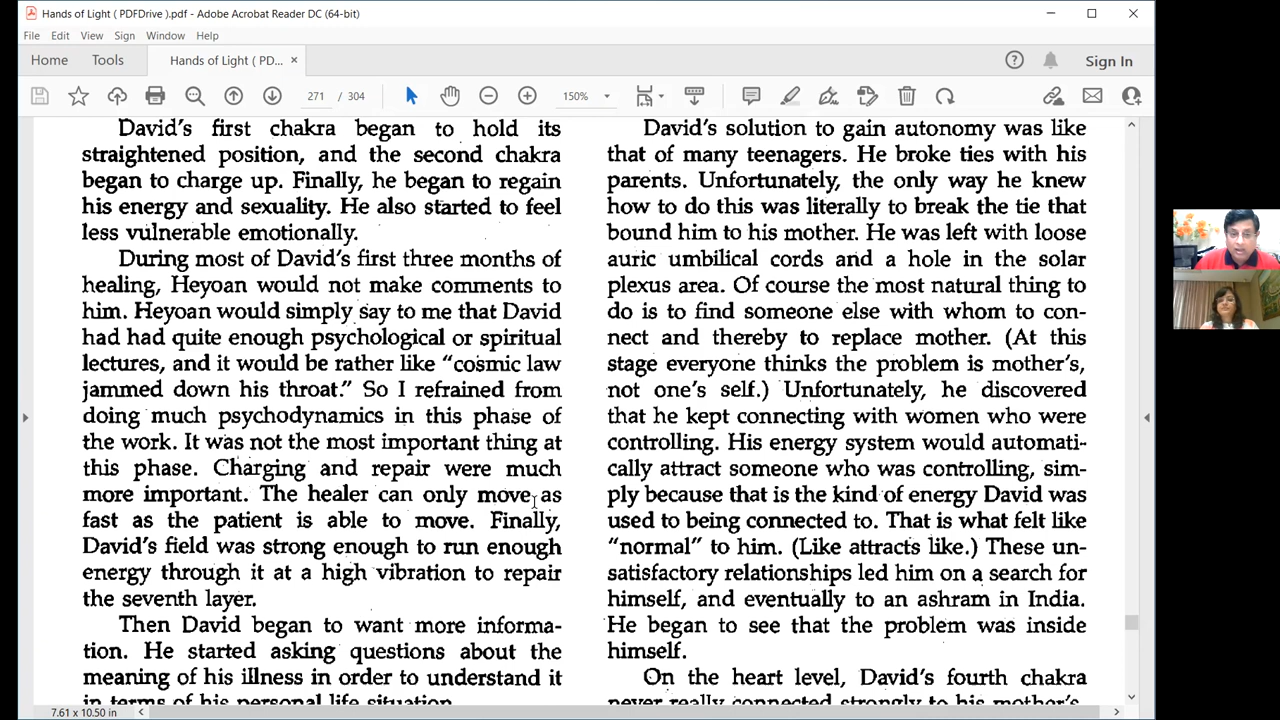 Hands of Light ( PDFDrive ).pdf - Adobe Acrobat Reader DC (64-bit)
File Edit View Sign Window Help
Home Tools Hands of Light ( PD... × Sign In
271 / 304 150%
David's first chakra began to hold its
straightened position, and the second chakra
began to charge up. Finally, he began to regain
his energy and sexuality. He also started to feel
less vulnerable emotionally.
During most of David's first three months of
healing, Heyoan would not make comments to
him. Heyoan would simply say to me that David
had had quite enough psychological or spiritual
lectures, and it would be rather like "cosmic law
jammed down his throat." So I refrained from
doing much psychodynamics in this phase of
the work. It was not the most important thing at
this phase. Charging and repair were much
more important. The healer can only move as
fast as the patient is able to move. Finally,
David's field was strong enough to run enough
energy through it at a high vibration to repair
the seventh layer.
Then David began to want more informa-
tion. He started asking questions about the
meaning of his illness in order to understand it
in terms of his personal life situation.
David's solution to gain autonomy was like
that of many teenagers. He broke ties with his
parents. Unfortunately, the only way he knew
how to do this was literally to break the tie that
bound him to his mother. He was left with loose
auric umbilical cords and a hole in the solar
plexus area. Of course the most natural thing to
do is to find someone else with whom to con-
nect and thereby to replace mother. (At this
stage everyone thinks the problem is mother's,
not one's self.) Unfortunately, he discovered
that he kept connecting with women who were
controlling. His energy system would automati-
cally attract someone who was controlling, sim-
ply because that is the kind of energy David was
used to being connected to. That is what felt like
"normal" to him. (Like attracts like.) These un-
satisfactory relationships led him on a search for
himself, and eventually to an ashram in India.
He began to see that the problem was inside
himself.
On the heart level, David's fourth chakra
never really connected strongly to his mother's.
7.61 x 10.50 in